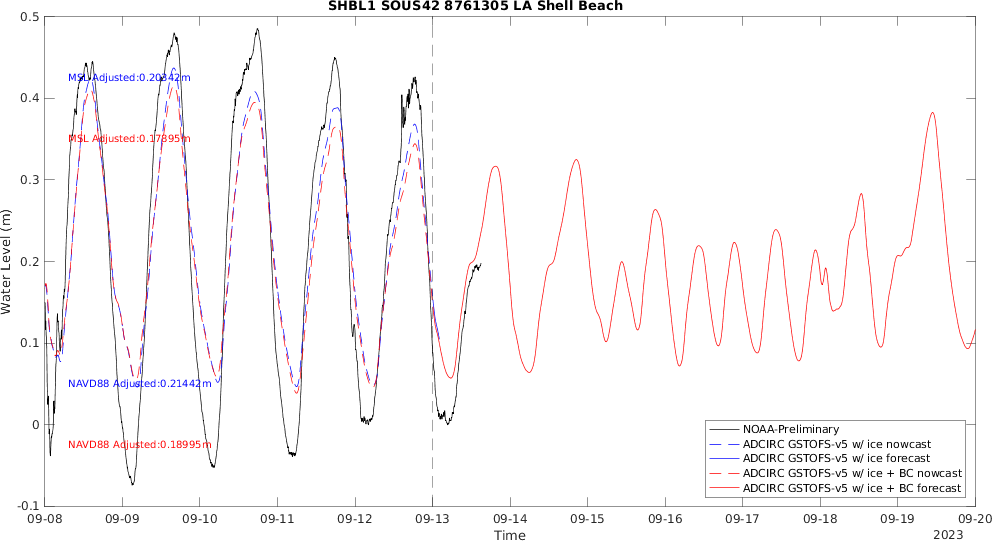 SHBL1 SOUS42 8761305 LA Shell Beach
0.5
0.4
0.3
0.2
0.1
0
-0.1
Water Level (m)
MSL Adjusted:0.20342m
MSL Adjusted:0.17395m
NAVD88 Adjusted:0.21442m
NAVD88 Adjusted:0.18995m
NOAA-Preliminary
ADCIRC GSTOFS-v5 w/ ice nowcast
ADCIRC GSTOFS-v5 w/ ice forecast
ADCIRC GSTOFS-v5 w/ ice + BC nowcast
ADCIRC GSTOFS-v5 w/ ice + BC forecast
09-08 09-09 09-10 09-11 09-12 09-13 09-14 09-15 09-16 09-17 09-18 09-19 09-20
Time
2023